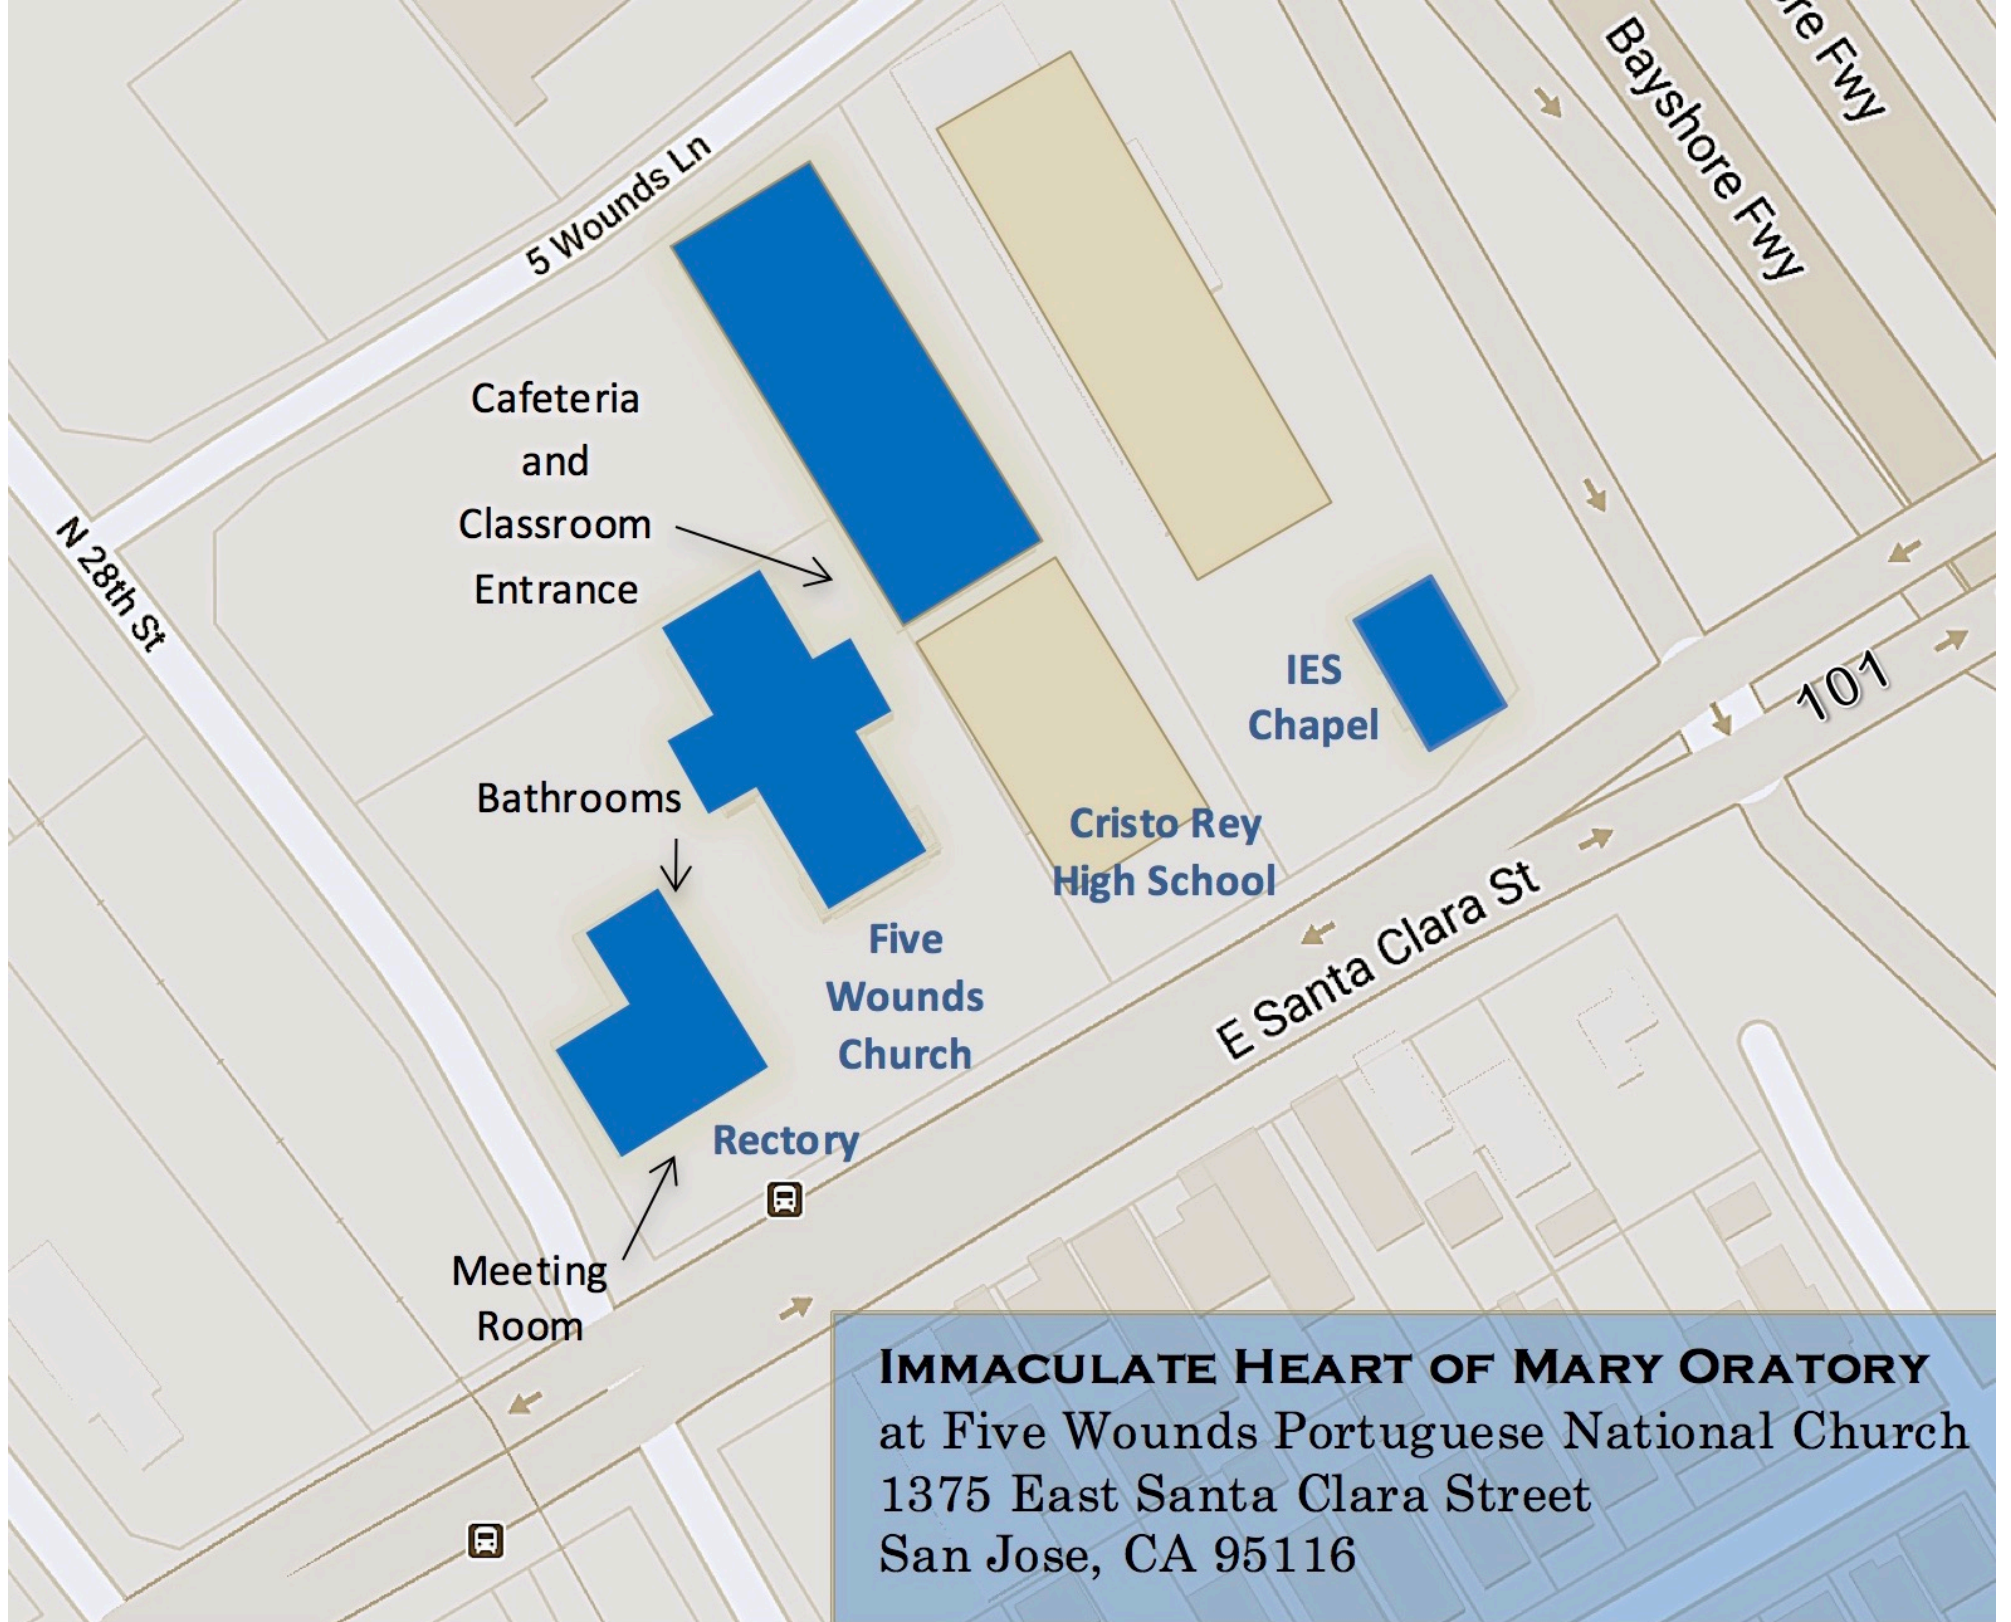 Bayshore Fwy
re Fwy
5 Wounds Ln
Cafeteria
and
Classroom
Entrance
N 28th St
IES
Chapel
101
Bathrooms
Cristo Rey
High School
E Santa Clara St
Five
Wounds
Church
Rectory
Meeting
Room
IMMACULATE HEART OF MARY ORATORY
at Five Wounds Portuguese National Church
1375 East Santa Clara Street
San Jose, CA 95116